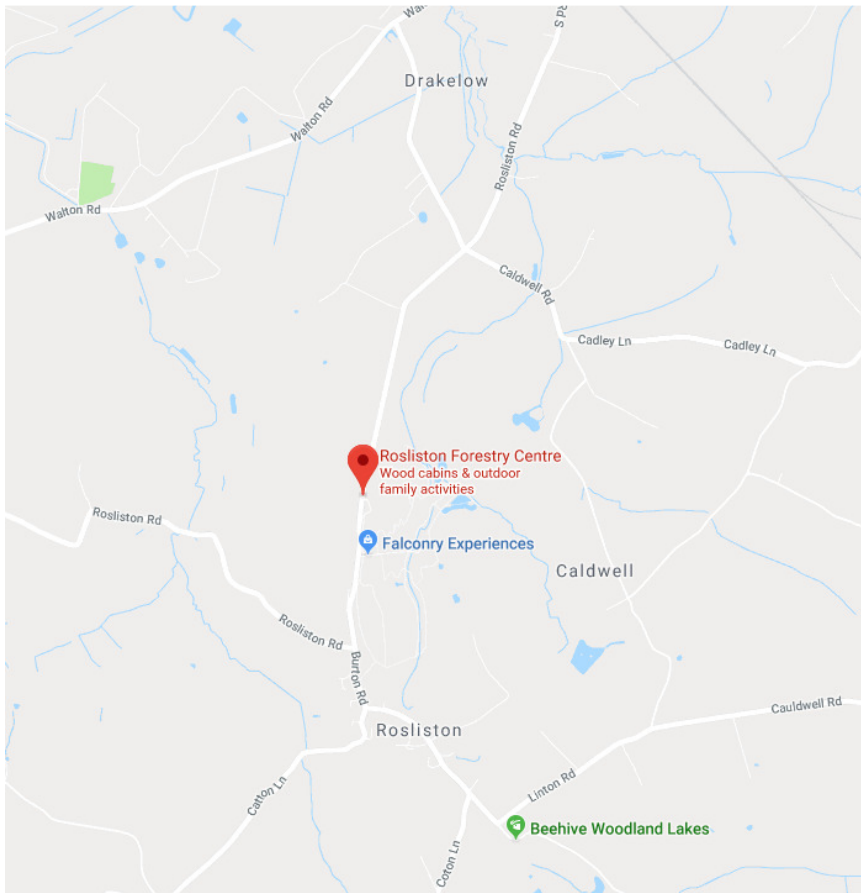 Wal
S
Rd S
Drakelow
Walton Rd
Rosliston Rd
Walton Rd
Caldwell Rd
Cadley Ln
Cadley Ln
Rosliston Forestry Centre
Wood cabins & outdoor
family activities
Rosliston Rd
Falconry Experiences
Caldwell
Rosliston Rd
Burton Rd
Cauldwell Rd
Rosliston
Linton Rd
Catton Ln
Beehive Woodland Lakes
Coton Ln